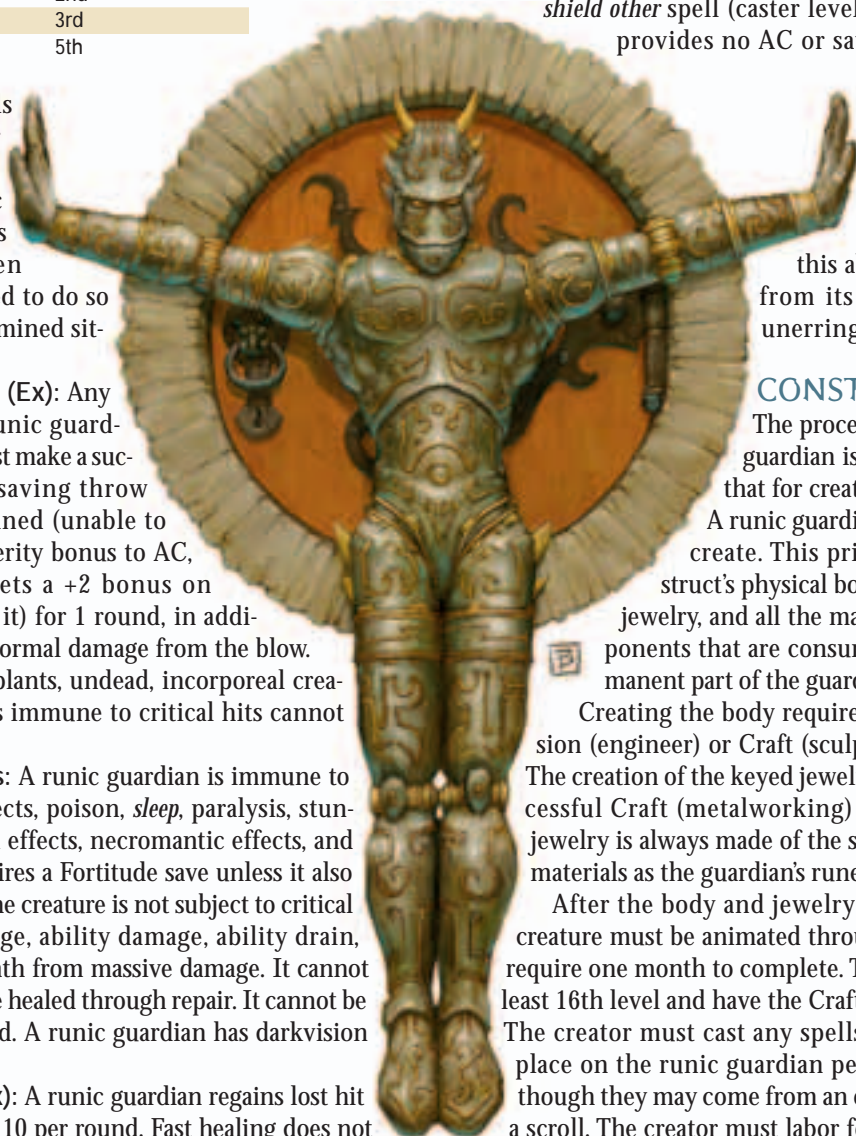 3rd
5th
s
s
en
d to do so
mined sit-
(Ex): Any
unic guard-
st make a suc-
saving throw
ned (unable to
erity bonus to AC,
ets a +2 bonus on
it) for 1 round, in addi-
ormal damage from the blow.
plants, undead, incorporeal crea-
s immune to critical hits cannot
s: A runic guardian is immune to
ects, poison, sleep, paralysis, stun-
effects, necromantic effects, and
ires a Fortitude save unless it also
he creature is not subject to critical
ge, ability damage, ability drain,
th from massive damage. It cannot
e healed through repair. It cannot be
d. A runic guardian has darkvision
x): A runic guardian regains lost hit
10 per round. Fast healing does not
shield other spell (caster level
provides no AC or sa
this a
from its
unerring
CONST
The proce
guardian is
that for creat
A runic guardi
create. This pri
struct's physical bo
jewelry, and all the ma
ponents that are consu
manent part of the guar
Creating the body require
sion (engineer) or Craft (sculp
The creation of the keyed jewel
cessful Craft (metalworking)
jewelry is always made of the s
materials as the guardian's rune
After the body and jewelry
creature must be animated throu
require one month to complete. T
least 16th level and have the Craft
The creator must cast any spells
place on the runic guardian pe
though they may come from an
a scroll. The creator must labor f